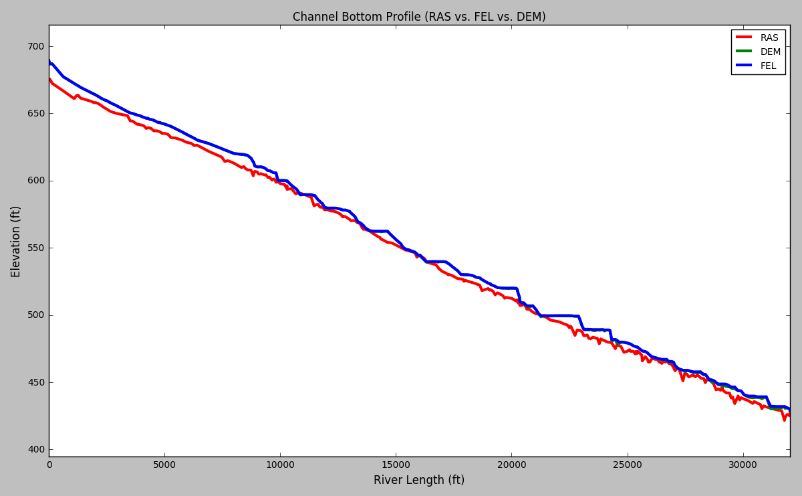 Channel Bottom Profile (RAS vs. FEL vs. DEM)
RAS
DEM
FEL
700
650
600
550
500
450
400
Elevation (ft)
0 5000 10000 15000 20000 25000 30000
River Length (ft)